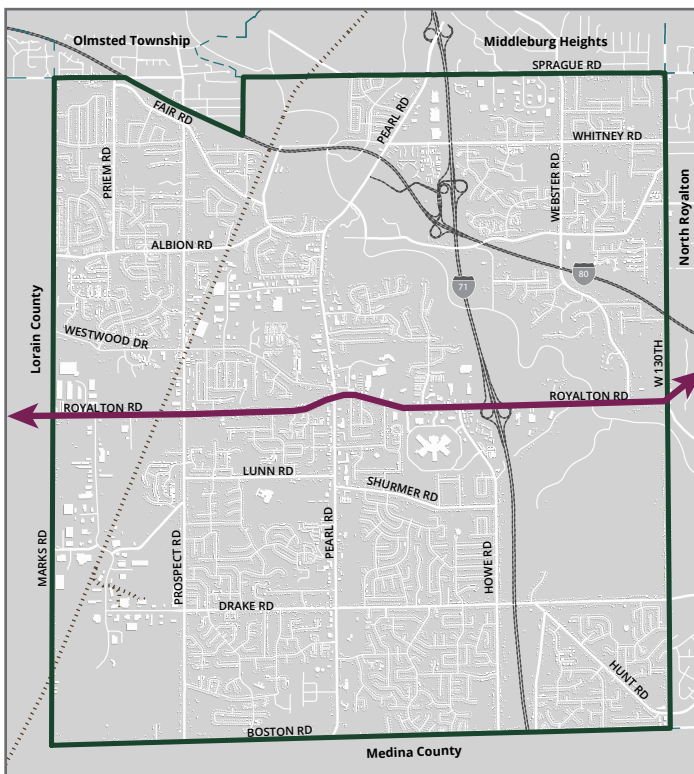 Olmsted Township
Middleburg Heights
SPRAGUE RD
FAIR RD
PEARL RD
WHITNEY RD
PRIEM RD
WEBSTER RD
North Royalton
ALBION RD
80
71
Lorain County
WESTWOOD DR
W 130TH
ROYALTON RD
ROYALTON RD
LUNN RD
SHURMER RD
MARKS RD
PROSPECT RD
PEARL RD
HOWE RD
DRAKE RD
HUNT RD
BOSTON RD
Medina County